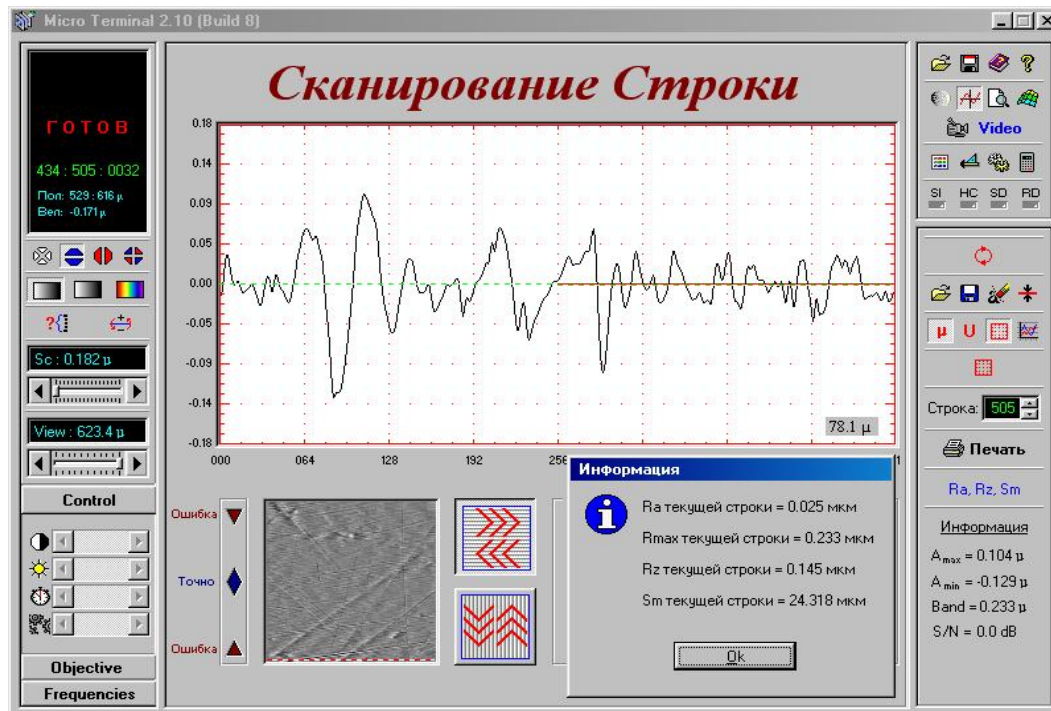 Micro Terminal 2.10 (Build 8)
ГОТОВ
434 : 505 : 0032
Пол: 529 : 616 µ
Вел: -0.171 µ
Sc : 0.182 µ
View : 623.4 µ
Control
Objective
Frequencies
Сканирование Строки
0.18
0.14
0.09
0.05
0.00
-0.05
-0.09
-0.14
-0.18
78.1 µ
000 064 128 192 256
Ошибка
Точно
Ошибка
Информация
Ra текущей строки = 0.025 мкм
Rmax текущей строки = 0.233 мкм
Rz текущей строки = 0.145 мкм
Sm текущей строки = 24.318 мкм
Ok
Video
SI HC SD RD
µ U
Строка: 505
Печать
Ra, Rz, Sm
Информация
A max = 0.104 µ
A min = -0.129 µ
Band = 0.233 µ
S/N = 0.0 dB